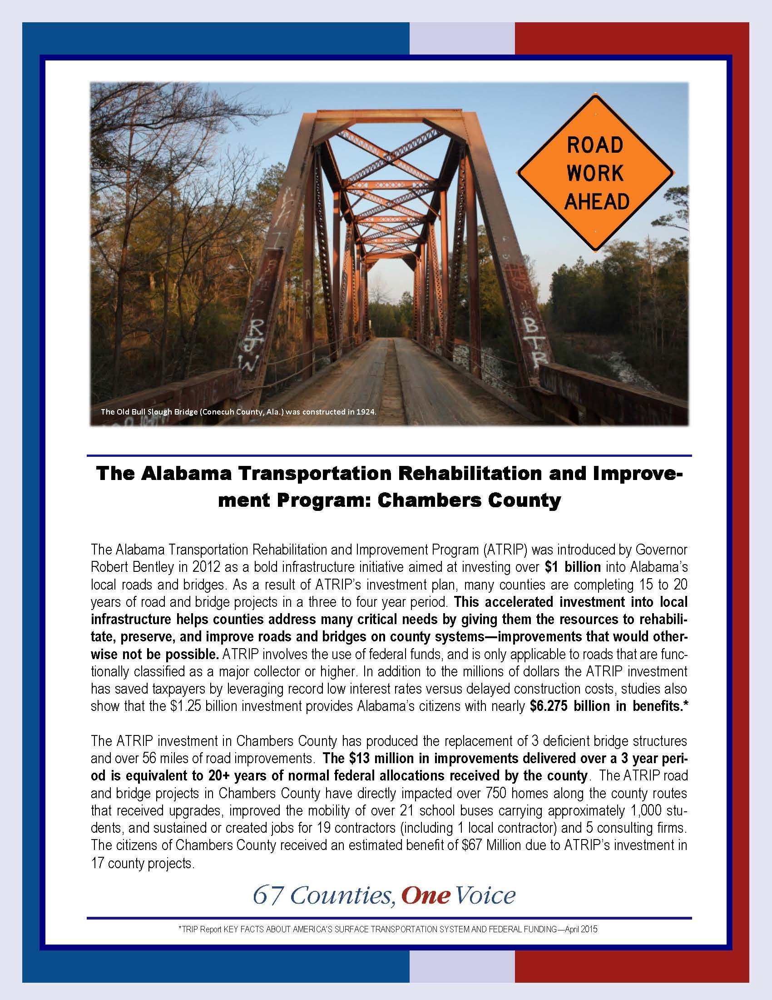 ROAD
WORK
AHEAD
R
J
W
B
T
R
The Old Bull Slough Bridge (Conecuh County, Ala.) was constructed in 1924.
The Alabama Transportation Rehabilitation and Improve-
ment Program: Chambers County
The Alabama Transportation Rehabilitation and Improvement Program (ATRIP) was introduced by Governor
Robert Bentley in 2012 as a bold infrastructure initiative aimed at investing over $1 billion into Alabama's
local roads and bridges. As a result of ATRIP's investment plan, many counties are completing 15 to 20
years of road and bridge projects in a three to four year period. This accelerated investment into local
infrastructure helps counties address many critical needs by giving them the resources to rehabili-
tate, preserve, and improve roads and bridges on county systems—improvements that would other-
wise not be possible. ATRIP involves the use of federal funds, and is only applicable to roads that are func-
tionally classified as a major collector or higher. In addition to the millions of dollars the ATRIP investment
has saved taxpayers by leveraging record low interest rates versus delayed construction costs, studies also
show that the $1.25 billion investment provides Alabama's citizens with nearly $6.275 billion in benefits.*
The ATRIP investment in Chambers County has produced the replacement of 3 deficient bridge structures
and over 56 miles of road improvements. The $13 million in improvements delivered over a 3 year peri-
od is equivalent to 20+ years of normal federal allocations received by the county. The ATRIP road
and bridge projects in Chambers County have directly impacted over 750 homes along the county routes
that received upgrades, improved the mobility of over 21 school buses carrying approximately 1,000 stu-
dents, and sustained or created jobs for 19 contractors (including 1 local contractor) and 5 consulting firms.
The citizens of Chambers County received an estimated benefit of $67 Million due to ATRIP's investment in
17 county projects.
67 Counties, One Voice
*TRIP Report KEY FACTS ABOUT AMERICA'S SURFACE TRANSPORTATION SYSTEM AND FEDERAL FUNDING—April 2015